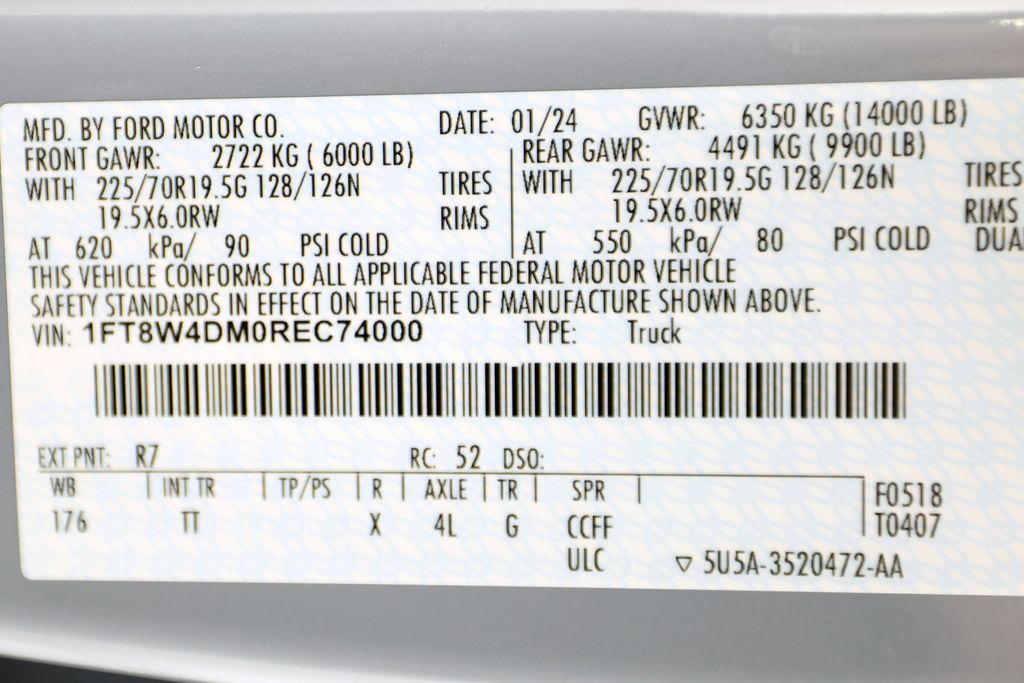 MFD. BY FORD MOTOR CO. DATE: 01/24 GVWR: 6350 KG (14000 LB)
FRONT GAWR: 2722 KG ( 6000 LB) REAR GAWR: 4491 KG ( 9900 LB)
WITH 225/70R19.5G 128/126N TIRES WITH 225/70R19.5G 128/126N TIRES
19.5X6.0RW RIMS 19.5X6.0RW RIMS
AT 620 kPa/ 90 PSI COLD AT 550 kPa/ 80 PSI COLD DUA
THIS VEHICLE CONFORMS TO ALL APPLICABLE FEDERAL MOTOR VEHICLE
SAFETY STANDARDS IN EFFECT ON THE DATE OF MANUFACTURE SHOWN ABOVE.
VIN: 1FT8W4DM0REC74000 TYPE: Truck
EXT PNT: R7 RC: 52 DSO:
WB INT TR TP/PS R AXLE TR SPR F0518
176 TT X 4L G CCFF T0407
ULC ▽ 5U5A-3520472-AA